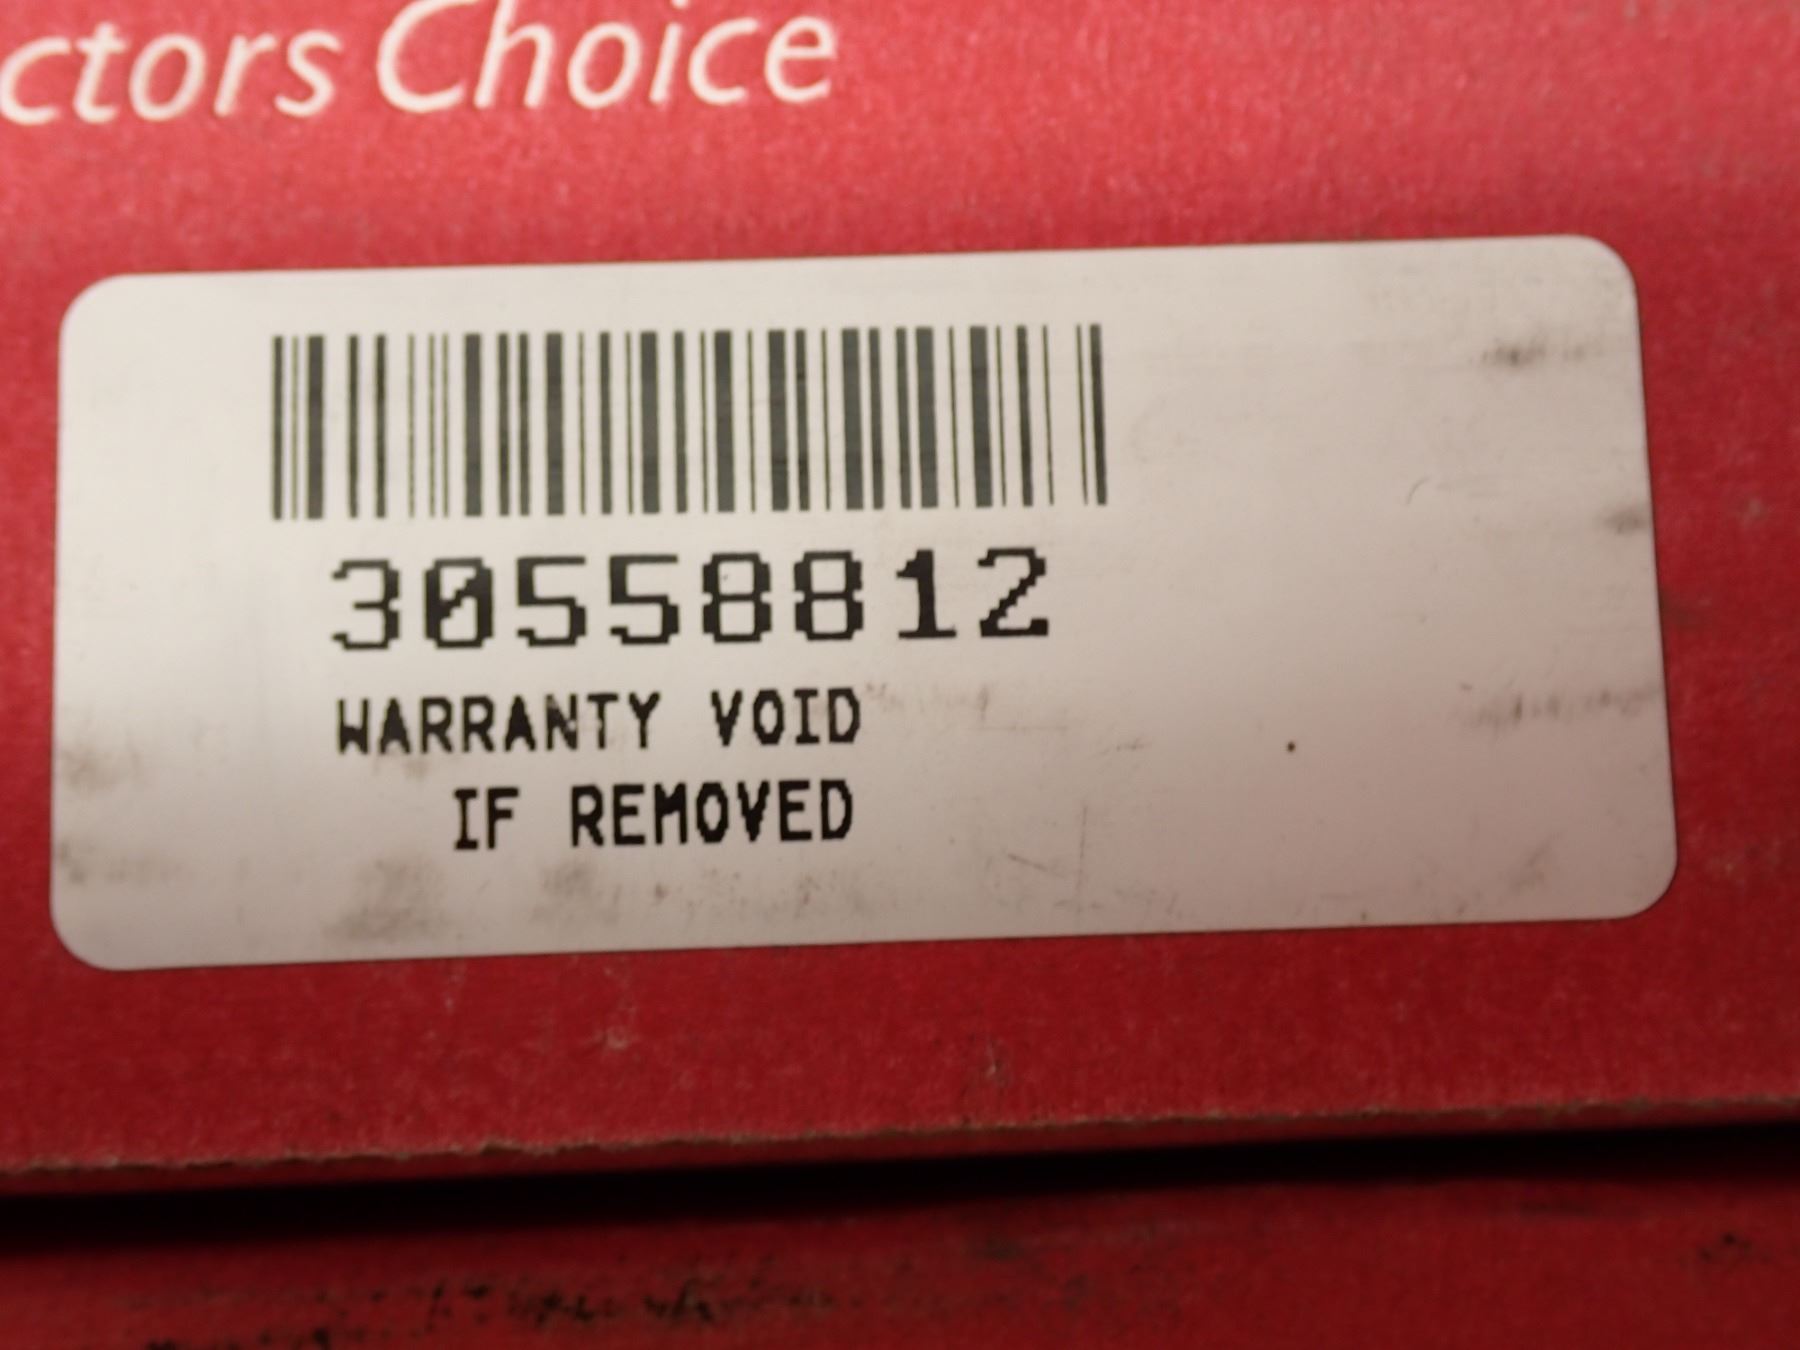 ctors Choice
30558812
WARRANTY VOID
IF REMOVED